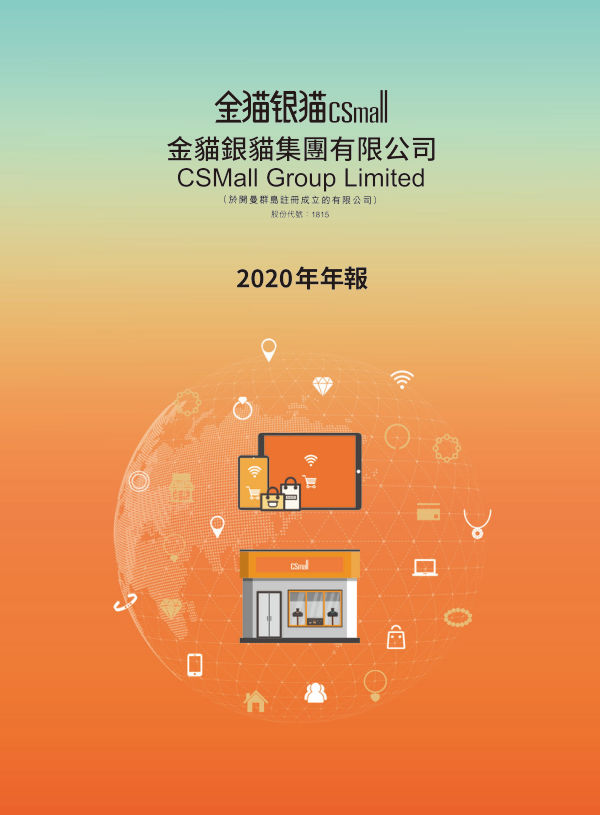 金猫银猫CSmall
金貓銀貓集團有限公司
CSMall Group Limited
（於開曼群島註冊成立的有限公司）
股份代號：1815
2020年年報
CSmall